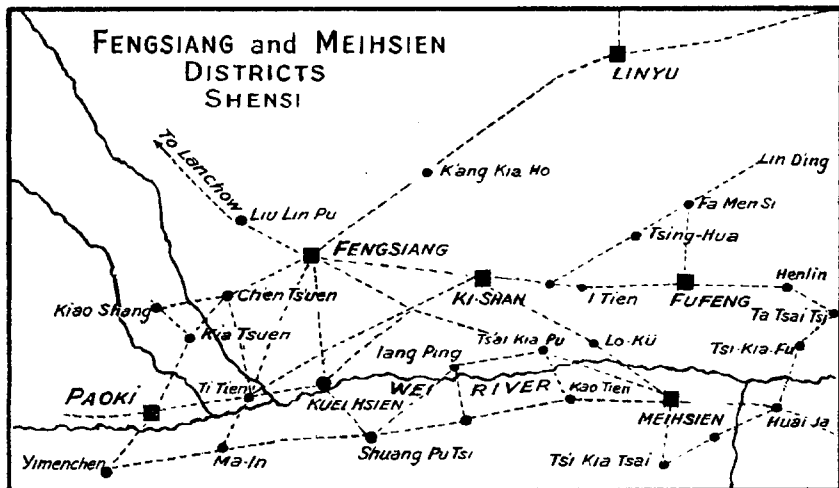 FENGSIANG and MEIHSIEN
DISTRICTS
SHENSI
LINYU
To Lanchow
Kang Kia Ho
Lin Ding
Liu Lin Pu
Fa Men Si
Tsing-Hua
FENGSIANG
KI-SHAN
I Tien
FUFENG
Henlin
Kiao Shang
Chen Tsuen
Ta Tsai Tsi
Kia Tsuen
Tsai Kia Pu
Lo-Kü
Tsi-Kia-Fu
Iang Ping
PAOKI
Ti Tien
KUEI HSIEN
WEI RIVER
Kao Tien
MEIHSIEN
Huai Ja
Yimenchen
Ma-In
Shuang Pu Tsi
Tsi Kia Tsai